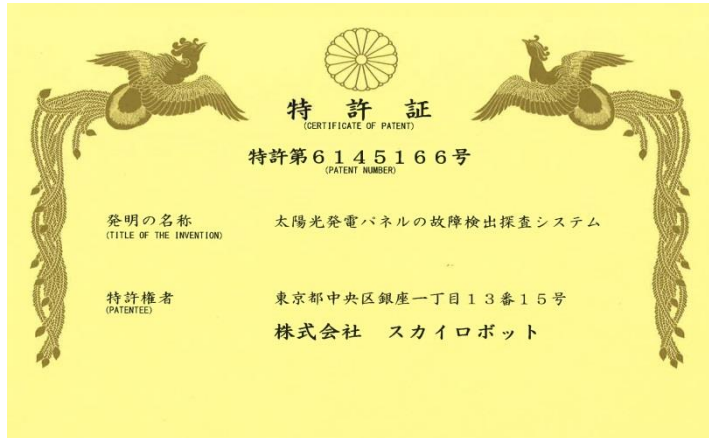 特許証
(CERTIFICATE OF PATENT)
特許第6145166号
(PATENT NUMBER)
発明の名称 太陽光発電パネルの故障検出探査システム
(TITLE OF THE INVENTION)
特許権者 東京都中央区銀座一丁目13番15号
(PATENTEE)
株式会社 スカイロボット